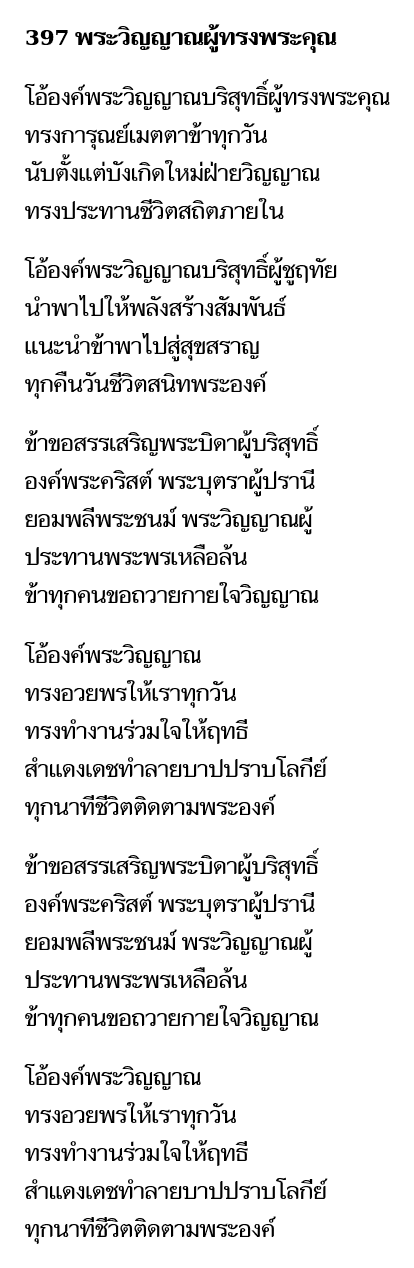 397 พระวิญญาณผู้ทรงพระคุณ
โอ้องค์พระวิญญาณบริสุทธิ์ผู้ทรงพระคุณ
ทรงการุณย์เมตตาข้าทุกวัน
นับตั้งแต่บังเกิดใหม่ฝ่ายวิญญาณ
ทรงประทานชีวิตสถิตภายใน
โอ้องค์พระวิญญาณบริสุทธิ์ผู้ชูฤทัย
นำพาไปให้พลังสร้างสัมพันธ์
แนะนำข้าพาไปสู่สุขสราญ
ทุกคืนวันชีวิตสนิทพระองค์
ข้าขอสรรเสริญพระบิดาผู้บริสุทธิ์
องค์พระคริสต์ พระบุตราผู้ปรานี
ยอมพลีพระชนม์ พระวิญญาณผู้
ประทานพระพรเหลือล้น
ข้าทุกคนขอถวายกายใจวิญญาณ
โอ้องค์พระวิญญาณ
ทรงอวยพรให้เราทุกวัน
ทรงทำงานร่วมใจให้ฤทธี
สำแดงเดชทำลายบาปปราบโลกีย์
ทุกนาทีชีวิตติดตามพระองค์
ข้าขอสรรเสริญพระบิดาผู้บริสุทธิ์
องค์พระคริสต์ พระบุตราผู้ปรานี
ยอมพลีพระชนม์ พระวิญญาณผู้
ประทานพระพรเหลือล้น
ข้าทุกคนขอถวายกายใจวิญญาณ
โอ้องค์พระวิญญาณ
ทรงอวยพรให้เราทุกวัน
ทรงทำงานร่วมใจให้ฤทธี
สำแดงเดชทำลายบาปปราบโลกีย์
ทุกนาทีชีวิตติดตามพระองค์